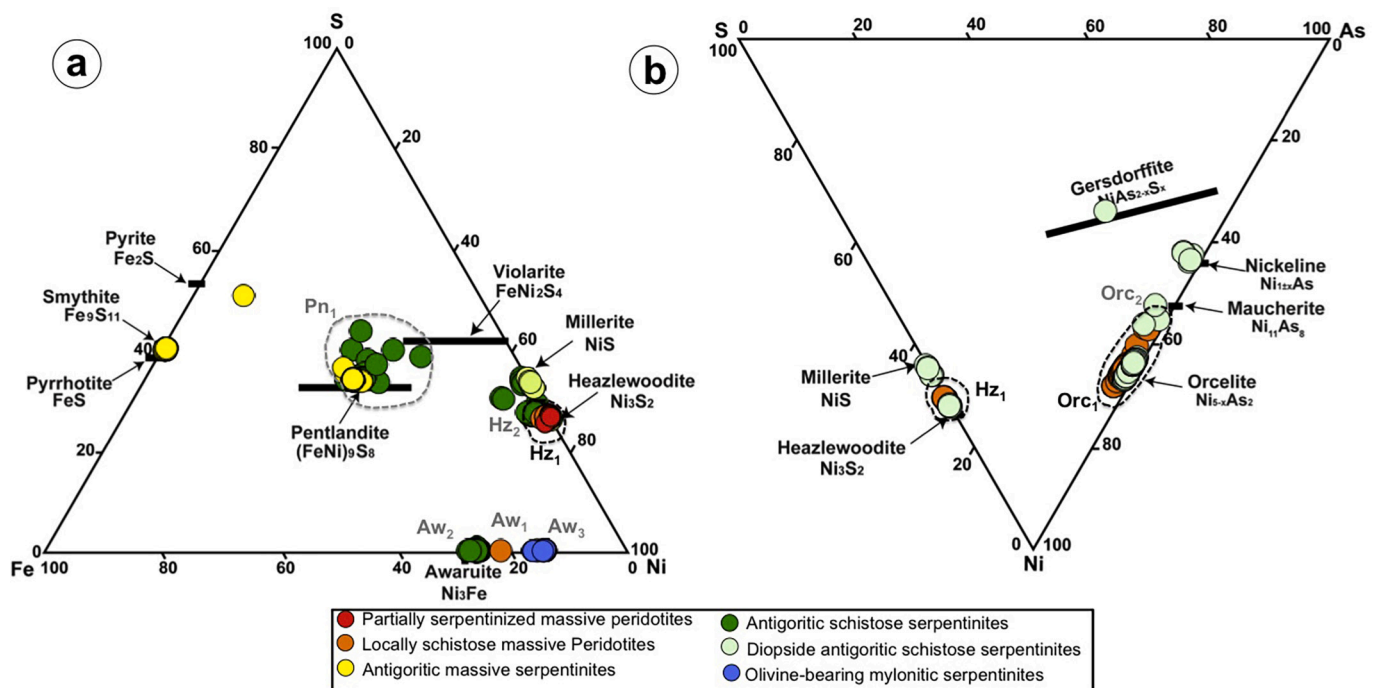 a
S
100 0
80
20
60
40
Pyrite
Fe2S
Smythite
Fe9S11
40
Pyrrhotite
FeS
20
Pn1
Violarite
FeNi2S4
60
Millerite
NiS
Heazlewoodite
Ni3S2
Hz2
80
Hz1
Pentlandite
(FeNi)9S8
Aw2
Aw1
Aw3
0
100
Fe 100
80
60
40
20
0 Ni
Awaruite
Ni3Fe
b
S
0
20
40
60
80
100 As
100
0
80
20
Gersdorffite
NiAs2-xSx
60
40
Nickeline
Ni1±xAs
Orc2
Maucherite
Ni11As8
40
60
Millerite
NiS
Hz1
Orc1
Orcelite
Ni5-xAs2
Heazlewoodite
Ni3S2
20
80
0
100
Ni
Partially serpentinized massive peridotites
Locally schistose massive Peridotites
Antigoritic massive serpentinites
Antigoritic schistose serpentinites
Diopside antigoritic schistose serpentinites
Olivine-bearing mylonitic serpentinites